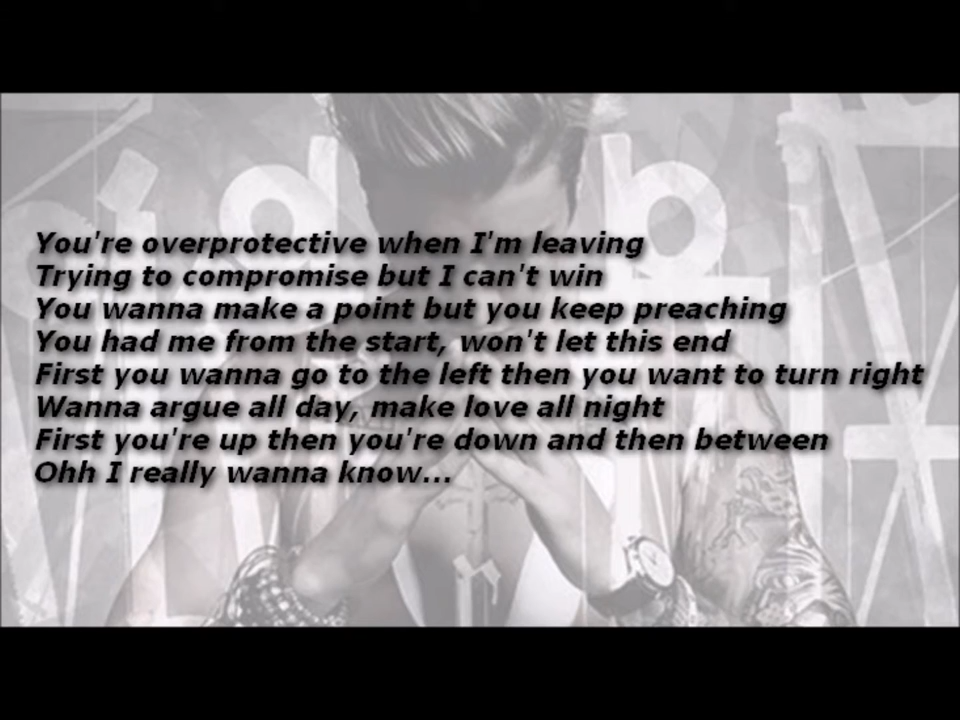 You're overprotective when I'm leaving
Trying to compromise but I can't win
You wanna make a point but you keep preaching
You had me from the start, won't let this end
First you wanna go to the left then you want to turn right
Wanna argue all day, make love all night
First you're up then you're down and then between
Ohh I really wanna know...